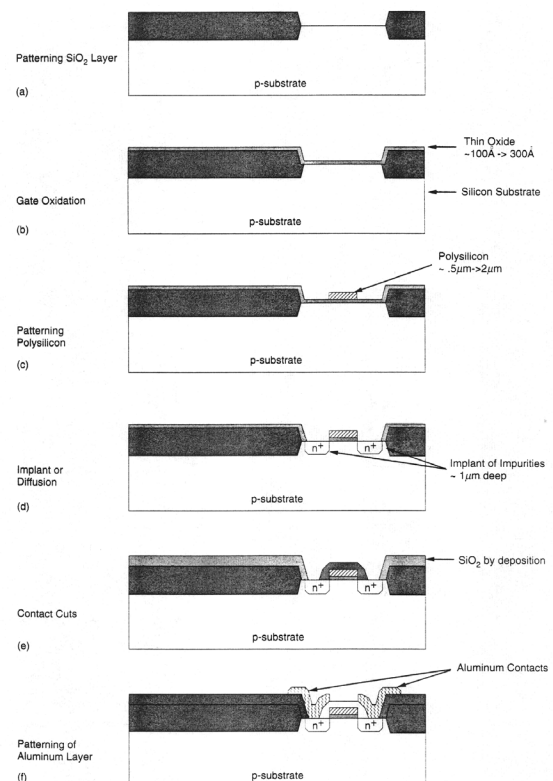 Patterning SiO₂ Layer
p-substrate
(a)
Thin Oxide
~100Å -> 300Å
Silicon Substrate
Gate Oxidation
p-substrate
(b)
Polysilicon
~ .5μm->2μm
Patterning
Polysilicon
p-substrate
(c)
n⁺ n⁺
Implant of Impurities
~ 1μm deep
Implant or
Diffusion
p-substrate
(d)
SiO₂ by deposition
n⁺ n⁺
Contact Cuts
p-substrate
(e)
Aluminum Contacts
n⁺ n⁺
Patterning of
Aluminum Layer
p-substrate
(f)